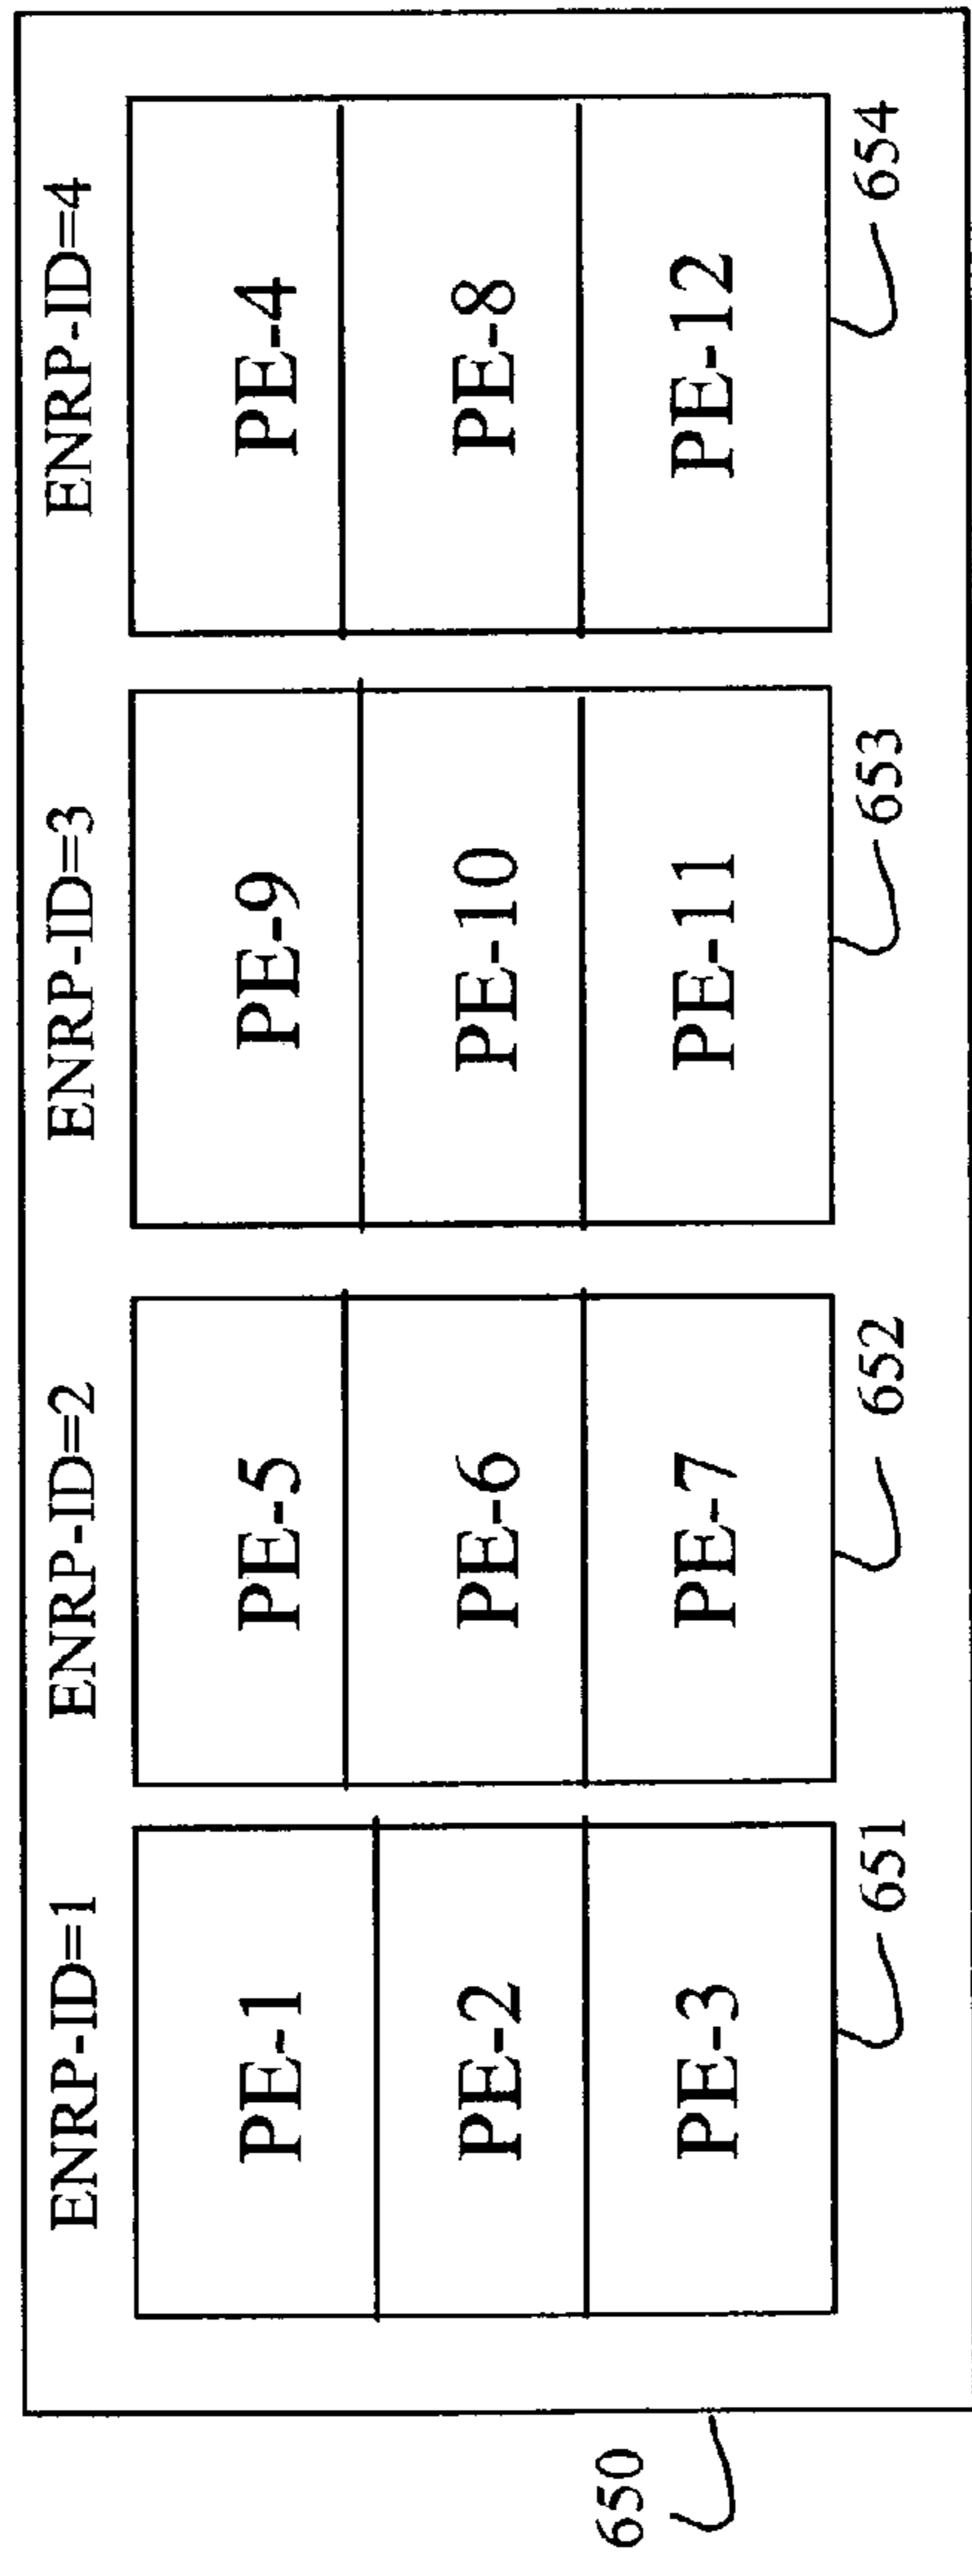 ENRP-ID=1
PE-1
PE-2
PE-3
651
ENRP-ID=2
PE-5
PE-6
PE-7
652
ENRP-ID=3
PE-9
PE-10
PE-11
653
ENRP-ID=4
PE-4
PE-8
PE-12
654
650